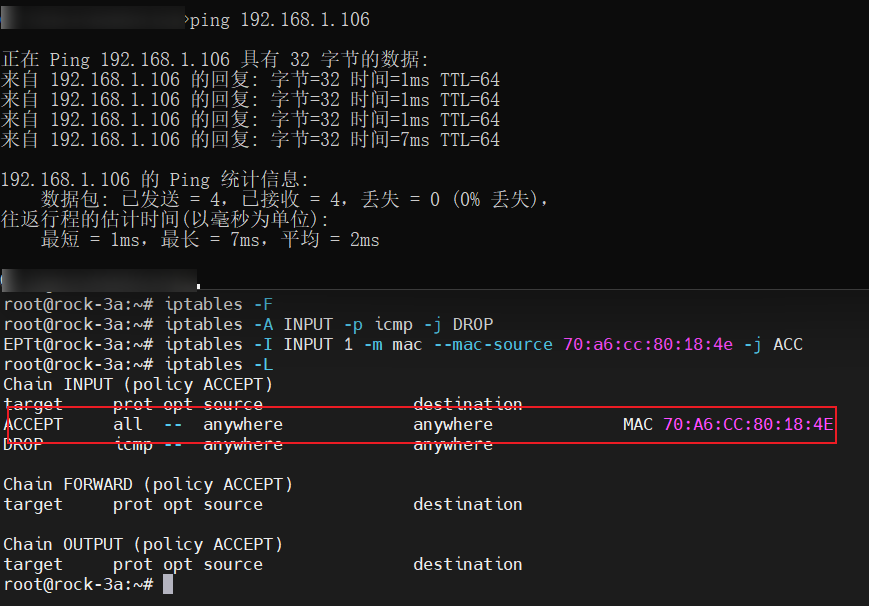 >ping 192.168.1.106
正在 Ping 192.168.1.106 具有 32 字节的数据:
来自 192.168.1.106 的回复: 字节=32 时间=1ms TTL=64
来自 192.168.1.106 的回复: 字节=32 时间=1ms TTL=64
来自 192.168.1.106 的回复: 字节=32 时间=1ms TTL=64
来自 192.168.1.106 的回复: 字节=32 时间=7ms TTL=64
192.168.1.106 的 Ping 统计信息:
数据包: 已发送 = 4，已接收 = 4，丢失 = 0 (0% 丢失)，
往返行程的估计时间(以毫秒为单位):
最短 = 1ms，最长 = 7ms，平均 = 2ms
root@rock-3a:~# iptables -F
root@rock-3a:~# iptables -A INPUT -p icmp -j DROP
EPTt@rock-3a:~# iptables -I INPUT 1 -m mac --mac-source 70:a6:cc:80:18:4e -j ACC
root@rock-3a:~# iptables -L
Chain INPUT (policy ACCEPT)
target prot opt source destination
ACCEPT all -- anywhere anywhere MAC 70:A6:CC:80:18:4E
DROP icmp -- anywhere anywhere
Chain FORWARD (policy ACCEPT)
target prot opt source destination
Chain OUTPUT (policy ACCEPT)
target prot opt source destination
root@rock-3a:~#